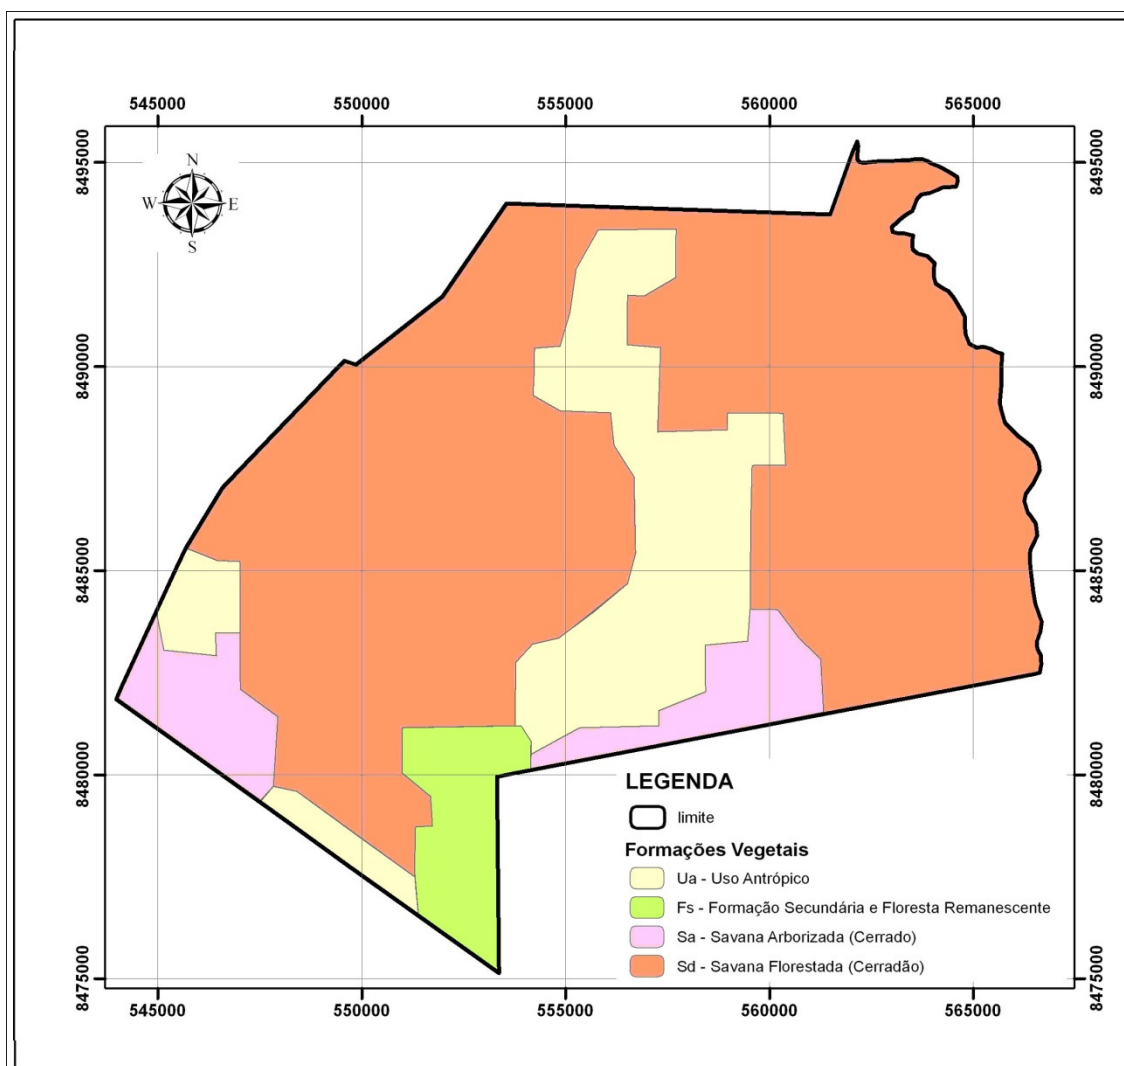 545000 550000 555000 560000 565000
8495000 8495000
N
W E
S
8490000 8490000
8485000 8485000
8480000 8480000
LEGENDA
limite
Formações Vegetais
Ua - Uso Antrópico
Fs - Formação Secundária e Floresta Remanescente
Sa - Savana Arborizada (Cerrado)
Sd - Savana Florestada (Cerradão)
8475000 8475000
545000 550000 555000 560000 565000